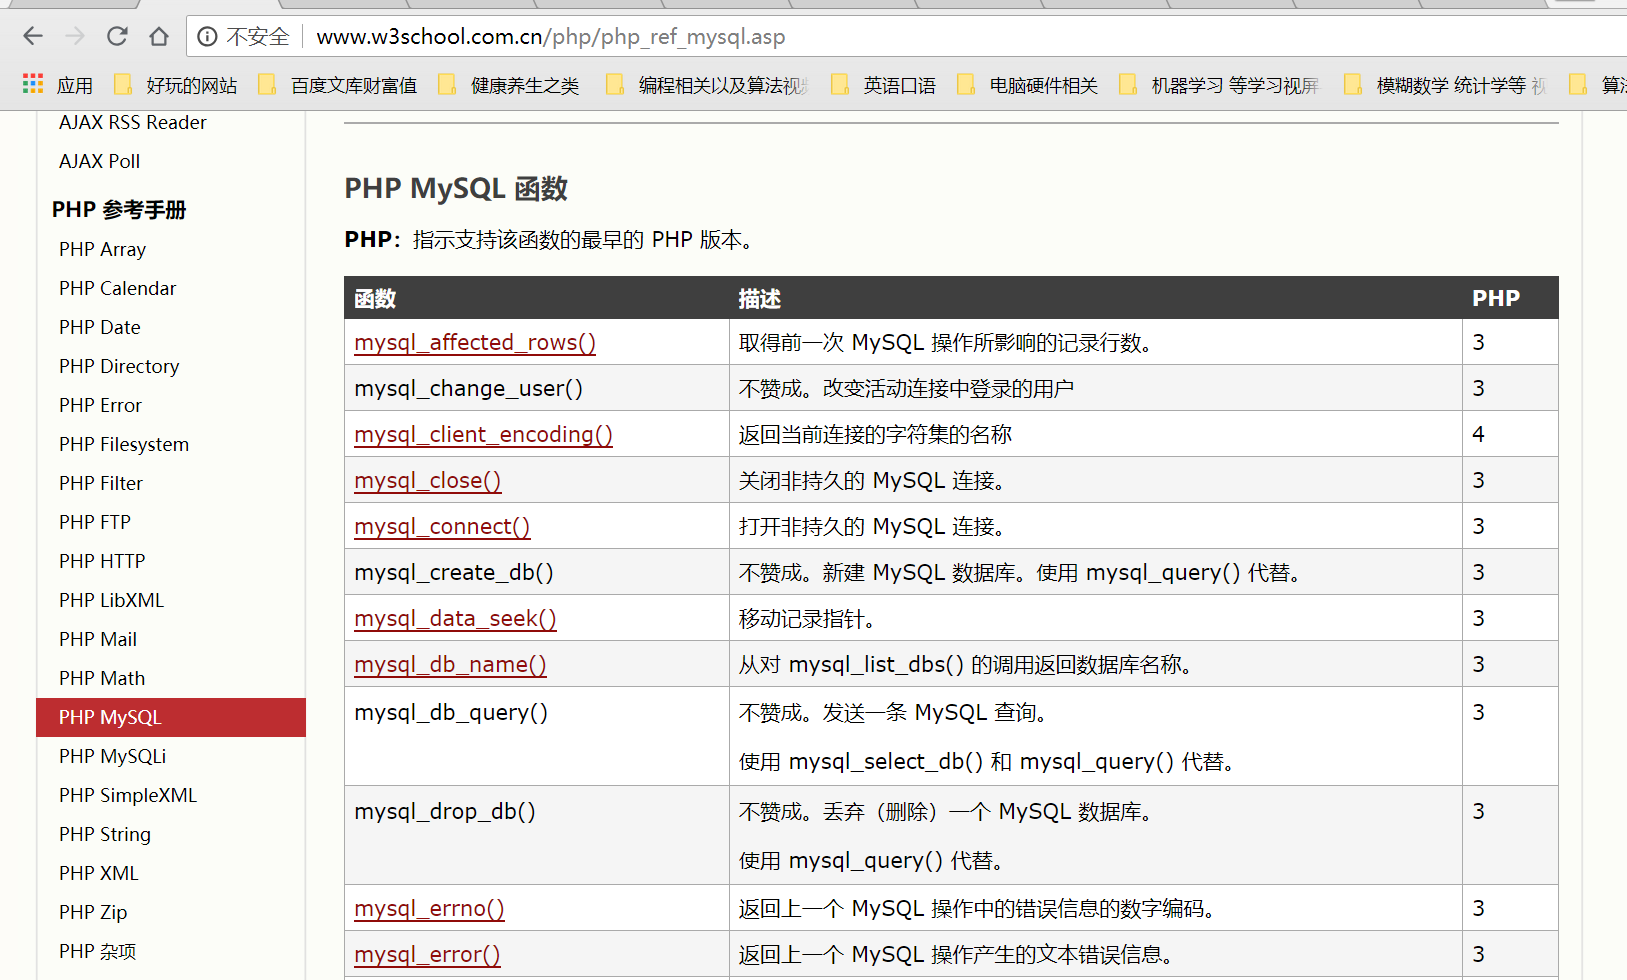 不安全 www.w3school.com.cn/php/php_ref_mysql.asp
应用 好玩的网站 百度文库财富值 健康养生之类 编程相关以及算法视 英语口语 电脑硬件相关 机器学习 等学习视屏 模糊数学 统计学等 视 算
AJAX RSS Reader
AJAX Poll
PHP 参考手册
PHP Array
PHP Calendar
PHP Date
PHP Directory
PHP Error
PHP Filesystem
PHP Filter
PHP FTP
PHP HTTP
PHP LibXML
PHP Mail
PHP Math
PHP MySQL
PHP MySQLi
PHP SimpleXML
PHP String
PHP XML
PHP Zip
PHP 杂项
PHP MySQL 函数
PHP：指示支持该函数的最早的 PHP 版本。
函数 描述 PHP
mysql_affected_rows() 取得前一次 MySQL 操作所影响的记录行数。 3
mysql_change_user() 不赞成。改变活动连接中登录的用户 3
mysql_client_encoding() 返回当前连接的字符集的名称 4
mysql_close() 关闭非持久的 MySQL 连接。 3
mysql_connect() 打开非持久的 MySQL 连接。 3
mysql_create_db() 不赞成。新建 MySQL 数据库。使用 mysql_query() 代替。 3
mysql_data_seek() 移动记录指针。 3
mysql_db_name() 从对 mysql_list_dbs() 的调用返回数据库名称。 3
mysql_db_query() 不赞成。发送一条 MySQL 查询。 3
使用 mysql_select_db() 和 mysql_query() 代替。
mysql_drop_db() 不赞成。丢弃（删除）一个 MySQL 数据库。 3
使用 mysql_query() 代替。
mysql_errno() 返回上一个 MySQL 操作中的错误信息的数字编码。 3
mysql_error() 返回上一个 MySQL 操作产生的文本错误信息。 3